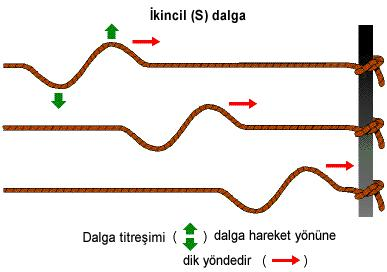 İkincil (S) dalga
Dalga titreşimi ( ) dalga hareket yönüne
dik yöndedir ( )